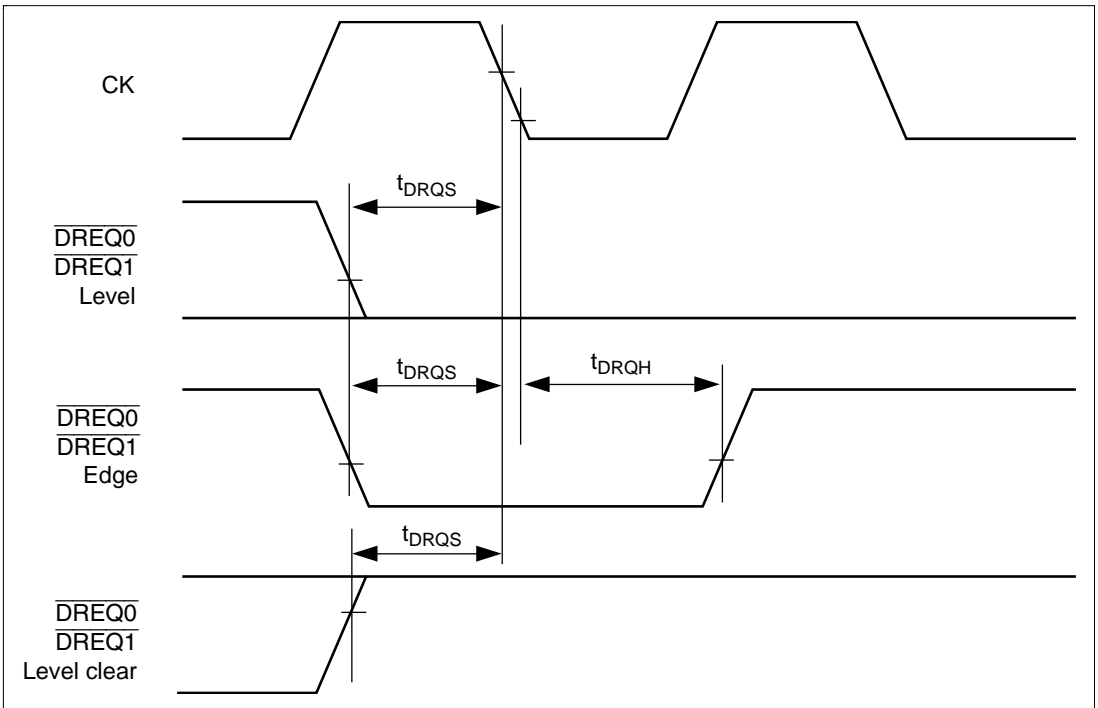 CK
tDRQS
DREQ0
DREQ1
Level
tDRQS
tDRQH
DREQ0
DREQ1
Edge
tDRQS
DREQ0
DREQ1
Level clear